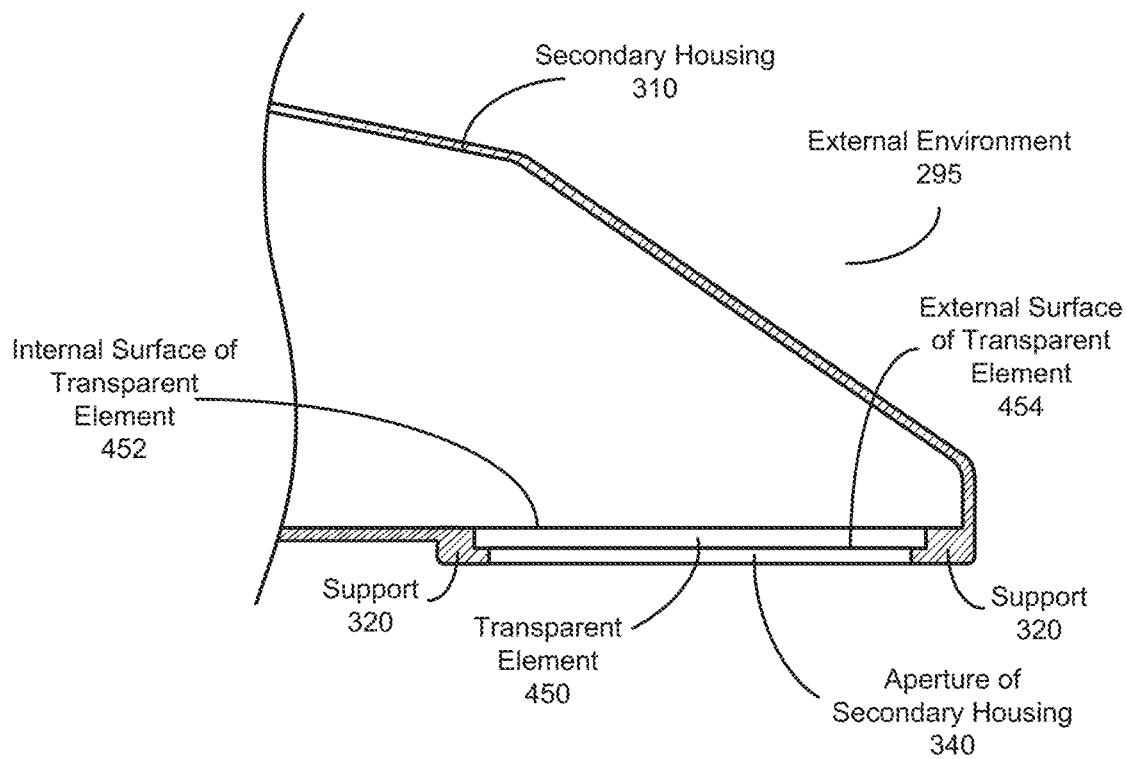 Secondary Housing
310
External Environment
295
External Surface
of Transparent
Element
454
Internal Surface of
Transparent
Element
452
Support
320
Transparent
Element
450
Support
320
Aperture of
Secondary Housing
340